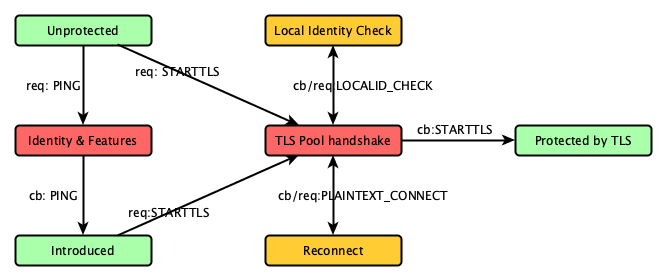 Unprotected
Local Identity Check
req: PING
req: STARTTLS
cb/req:LOCALID_CHECK
Identity & Features
TLS Pool handshake
cb:STARTTLS
Protected by TLS
cb: PING
req:STARTTLS
cb/req:PLAINTEXT_CONNECT
Introduced
Reconnect